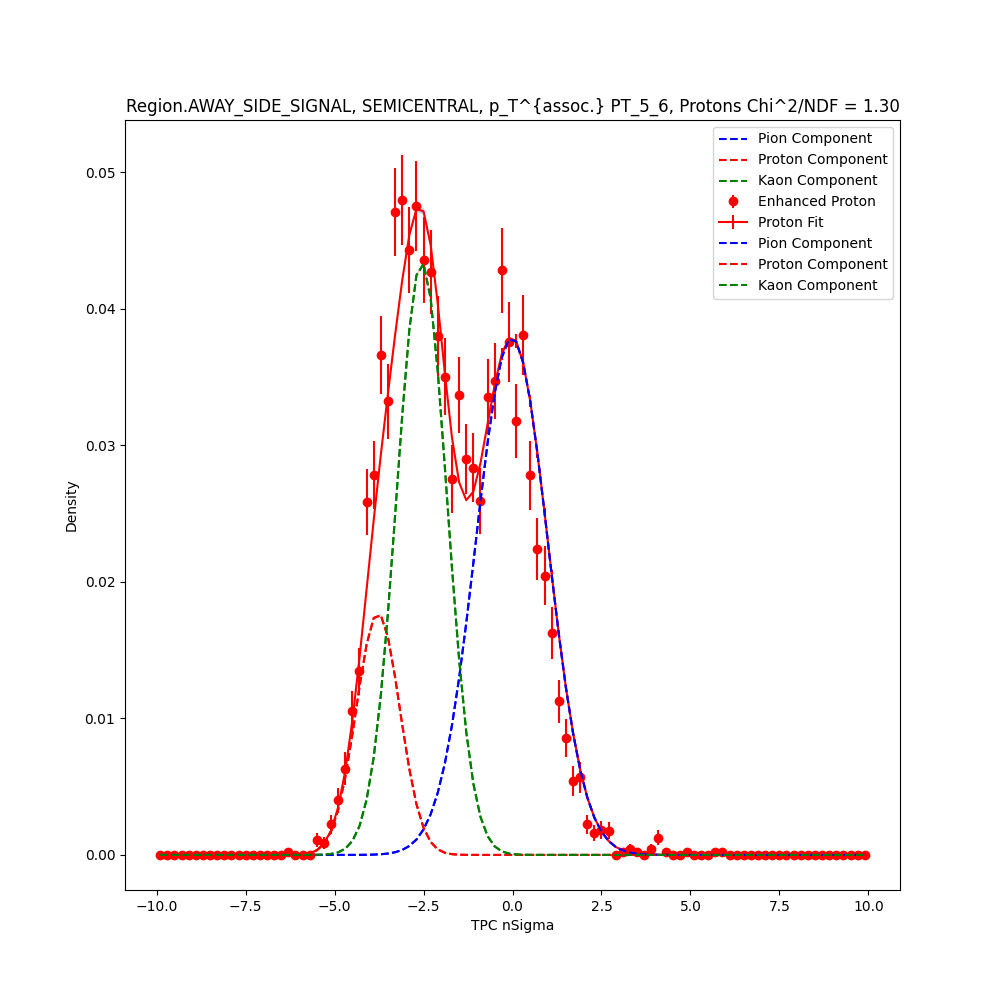 Region.AWAY_SIDE_SIGNAL, SEMICENTRAL, p_T^{assoc.} PT_5_6, Protons Chi^2/NDF = 1.30
Pion Component
Proton Component
Kaon Component
Enhanced Proton
Proton Fit
Pion Component
Proton Component
Kaon Component
0.05
0.04
0.03
0.02
0.01
0.00
Density
−10.0 −7.5 −5.0 −2.5 0.0 2.5 5.0 7.5 10.0
TPC nSigma